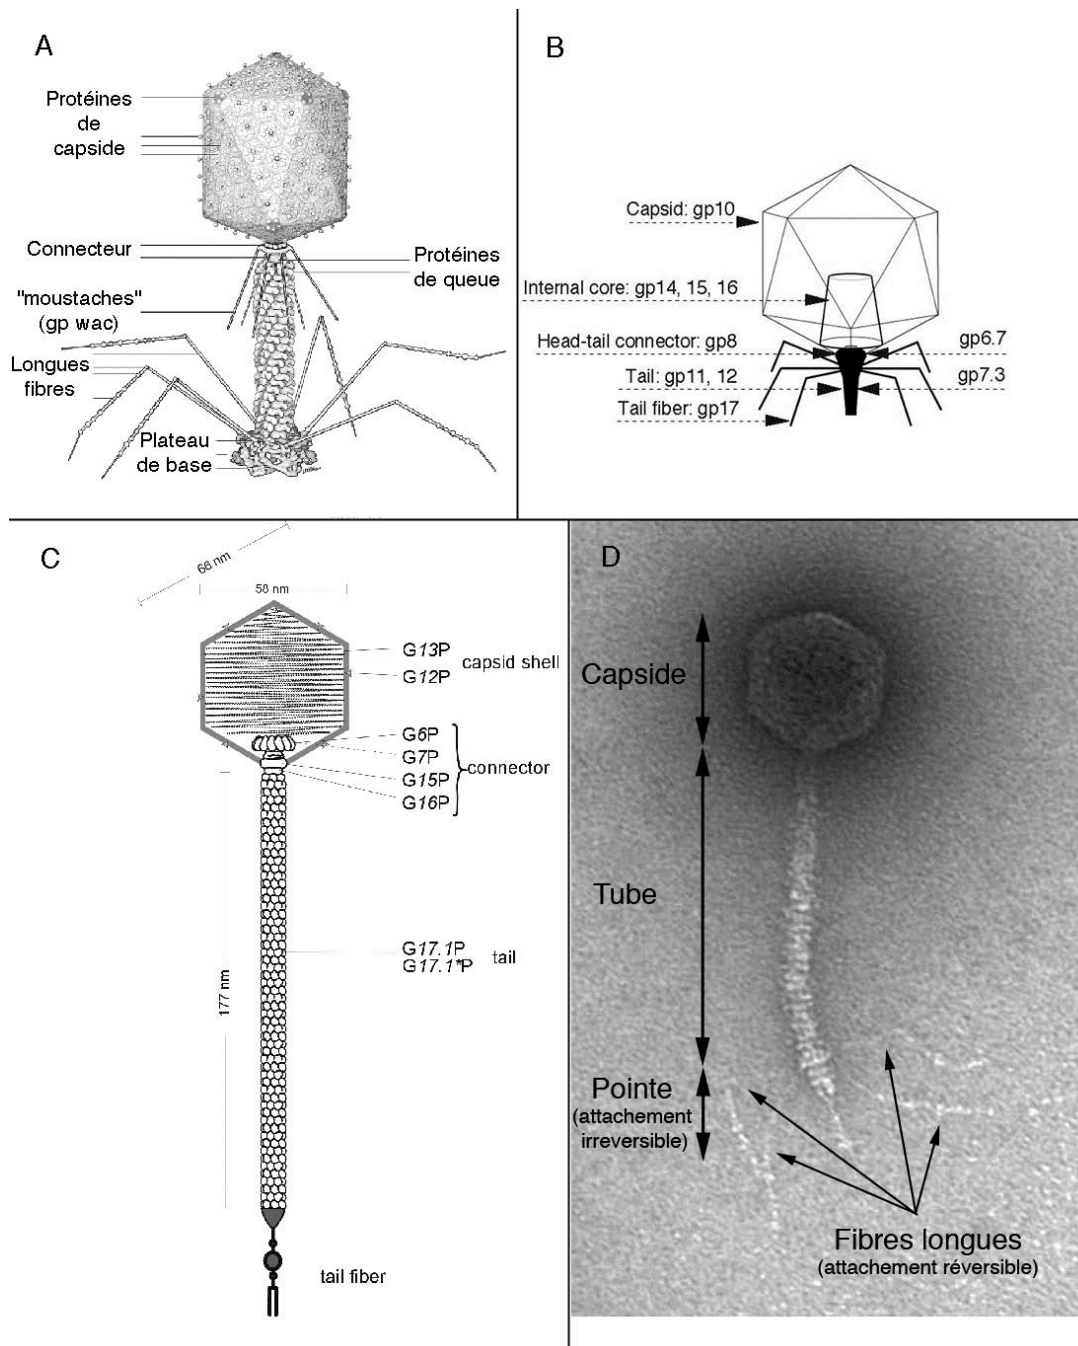 A
Protéines
de
capside
Connecteur
Protéines
de queue
"moustaches"
(gp wac)
Longues
fibres
Plateau
de base
B
Capsid: gp10
Internal core: gp14, 15, 16
Head-tail connector: gp8
gp6.7
Tail: gp11, 12
gp7.3
Tail fiber: gp17
C
66 nm
58 nm
G13P
capsid shell
G12P
G6P
G7P
connector
G15P
G16P
G17.1P
tail
G17.1*P
177 nm
tail fiber
D
Capside
Tube
Pointe
(attachement
irreversible)
Fibres longues
(attachement réversible)